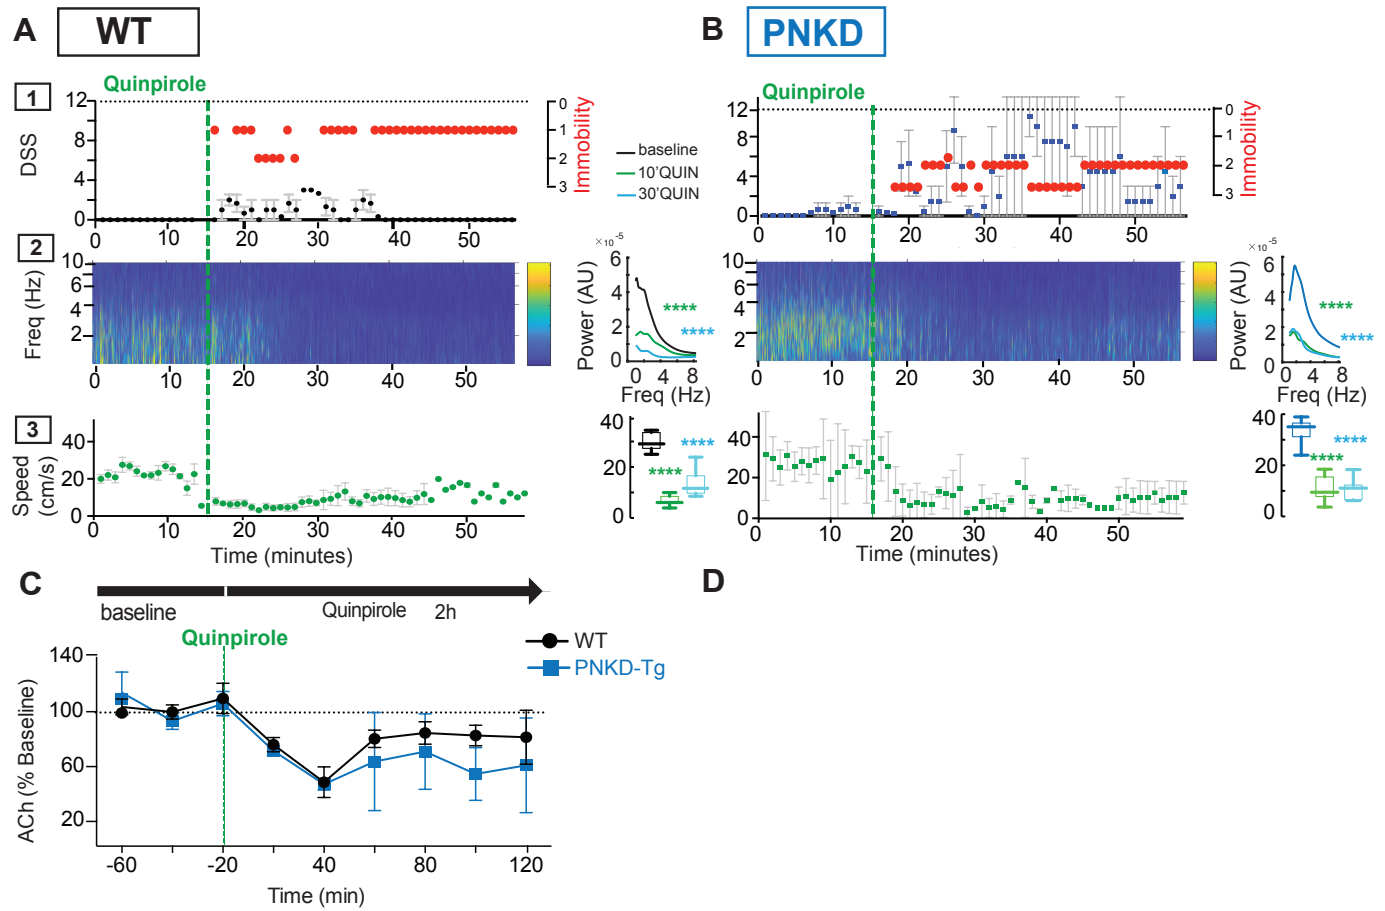 A WT
B PNKD
1
Quinpirole
12
8
4
0
DSS
0
1
2
3
Immobility
0 10 20 30 40 50
baseline
10'QUIN
30'QUIN
Quinpirole
12
8
4
0
0
1
2
3
Immobility
0 10 20 30 40 50
2
10
6
4
2
Freq (Hz)
0 10 20 30 40 50
×10 -5
6
4
2
0
Power (AU)
****
****
0 4 8
Freq (Hz)
10
6
4
2
0 10 20 30 40 50
×10 -5
6
4
2
0
Power (AU)
****
****
0 4 8
Freq (Hz)
3
40
20
0
Speed
(cm/s)
0 10 20 30 40 50
Time (minutes)
40
20
0
****
****
40
20
0
0 10 20 30 40 50
Time (minutes)
40
20
0
****
****
C
baseline
Quinpirole 2h
Quinpirole
WT
PNKD-Tg
140
100
60
20
ACh (% Baseline)
-60 -20 40 80 120
Time (min)
D